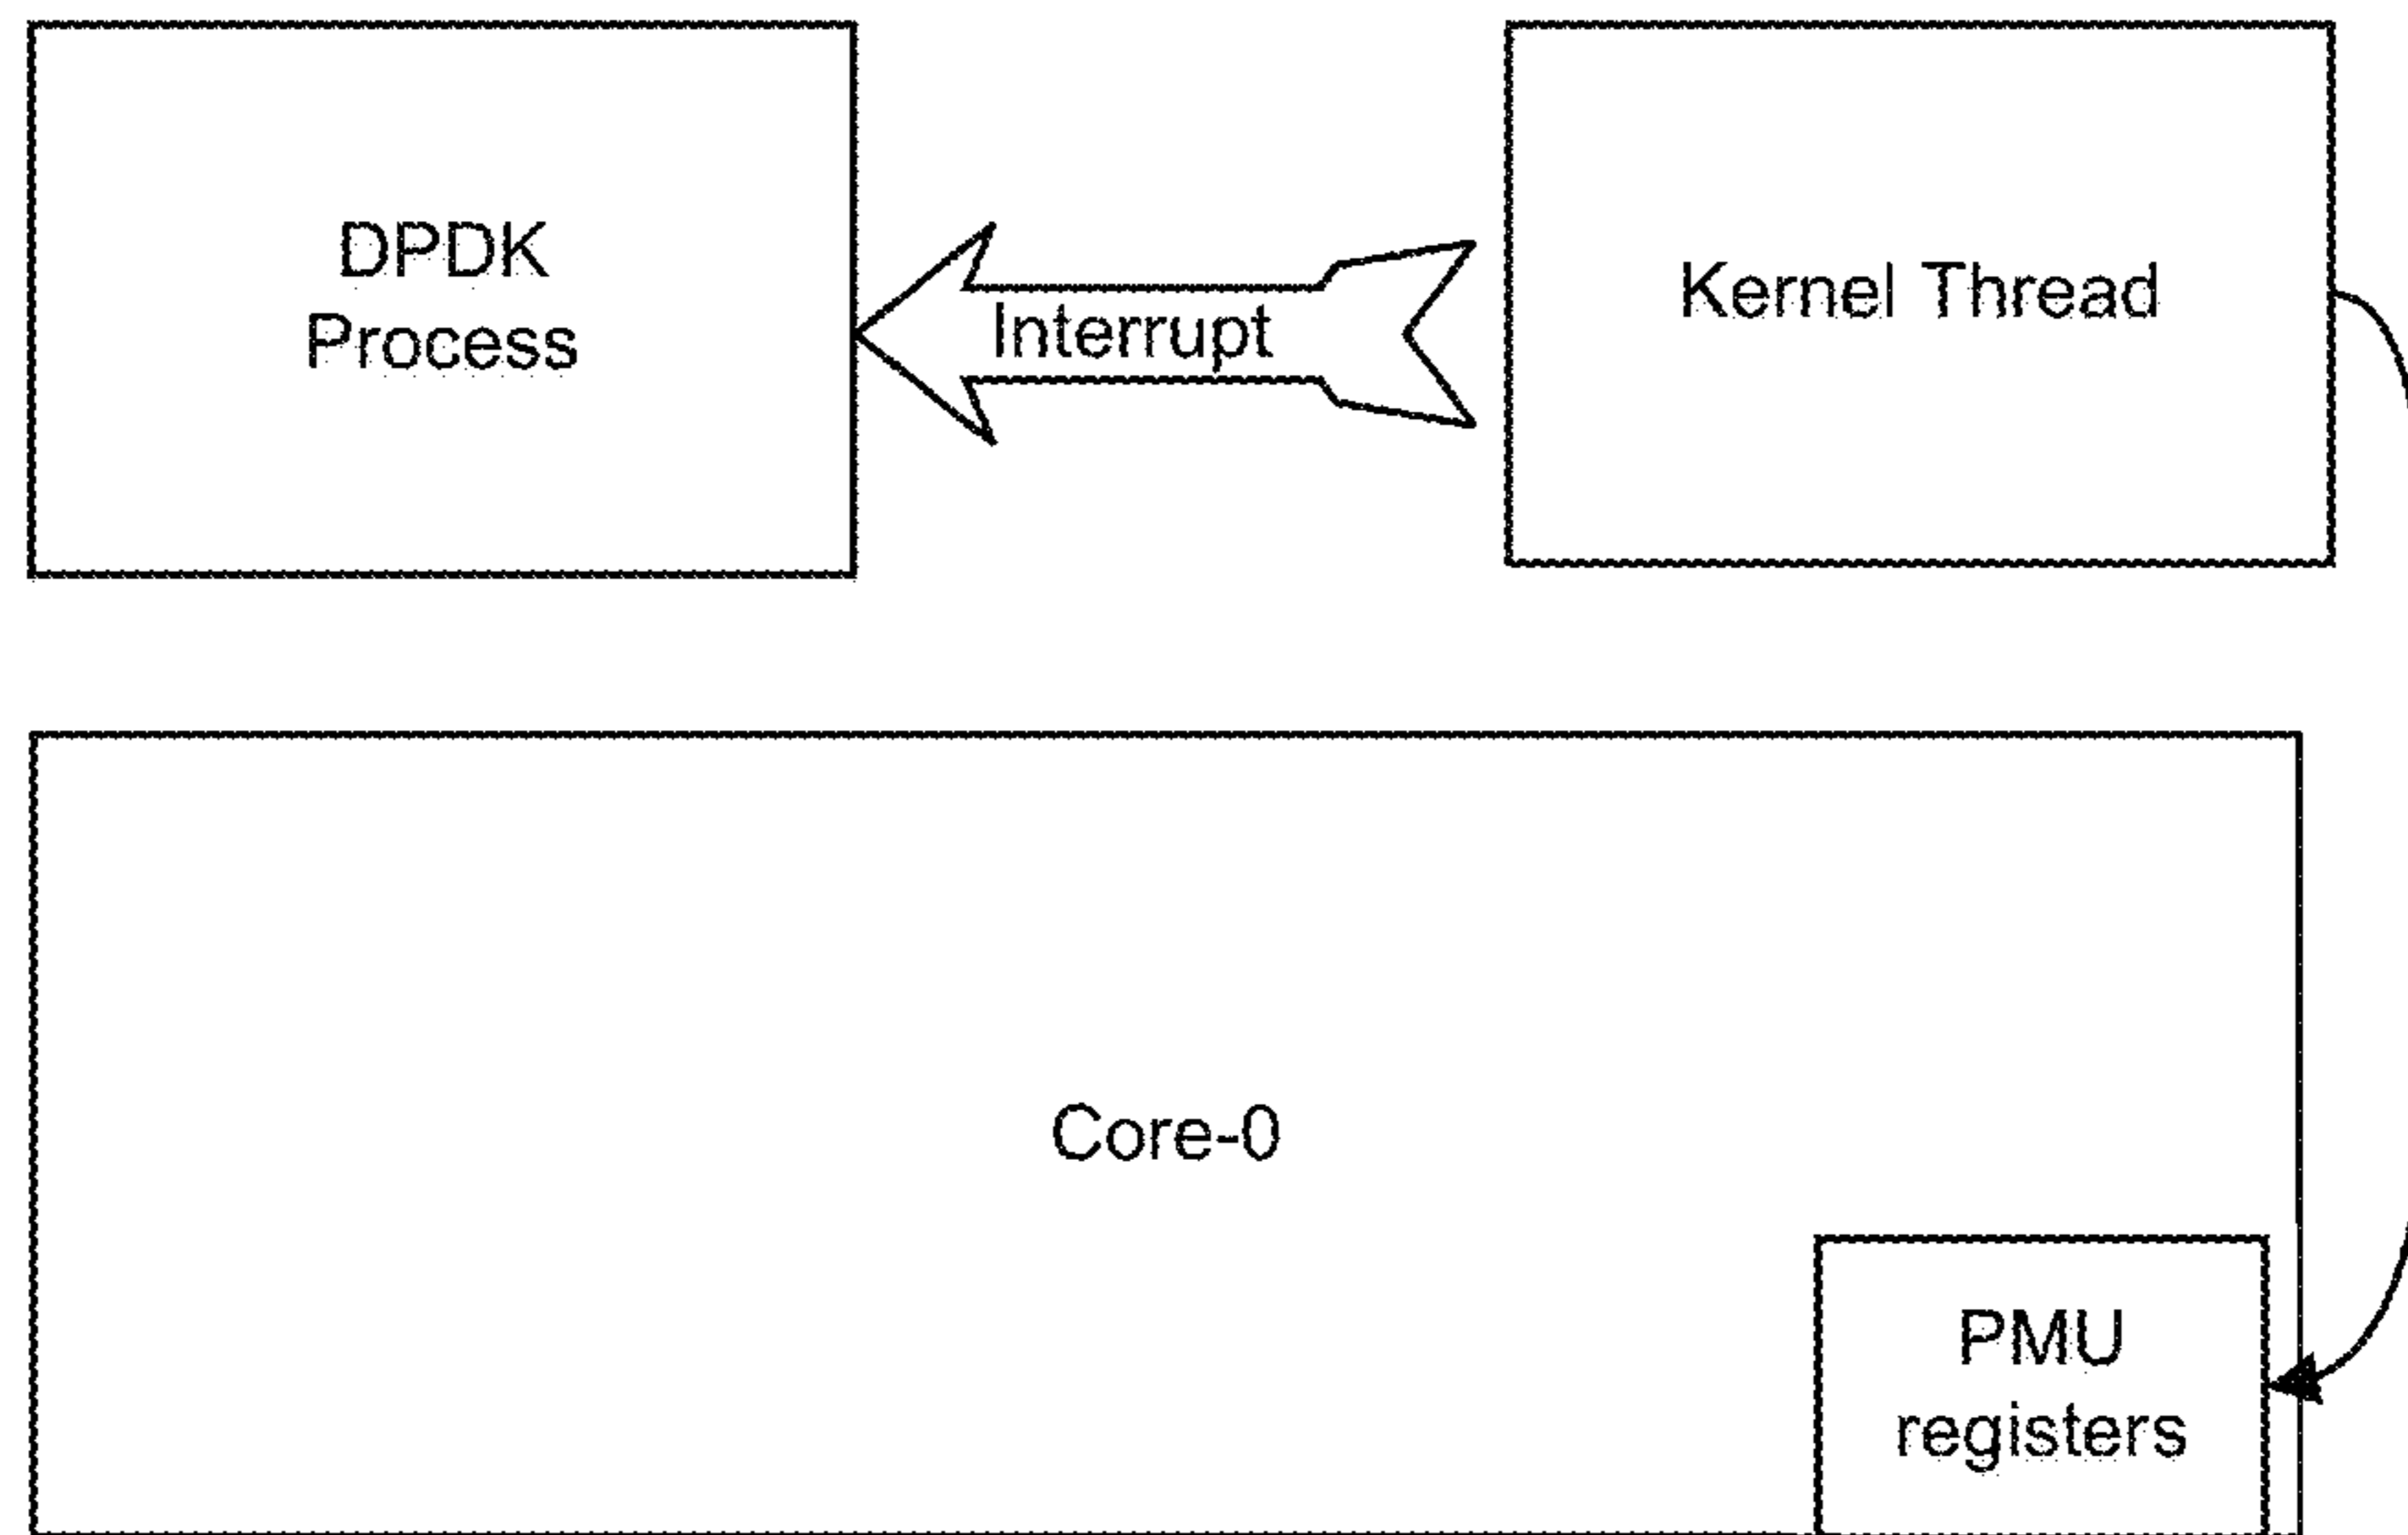 DPDK
Process
Interrupt
Kernel Thread
Core-0
PMU
registers